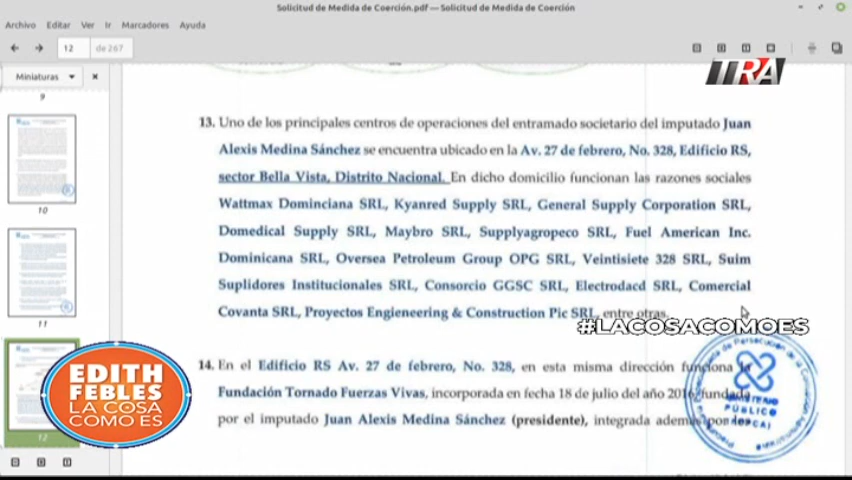 Solicitud de Medida de Coerción.pdf — Solicitud de Medida de Coerción
Archivo Editar Ver Ir Marcadores Ayuda
12 de 267
Miniaturas
9
10
11
12
TRA
13. Uno de los principales centros de operaciones del entramado societario del imputado Juan
Alexis Medina Sánchez se encuentra ubicado en la Av. 27 de febrero, No. 328, Edificio RS,
sector Bella Vista, Distrito Nacional. En dicho domicilio funcionan las razones sociales
Wattmax Dominciana SRL, Kyanred Supply SRL, General Supply Corporation SRL,
Domedical Supply SRL, Maybro SRL, Supplyagropeco SRL, Fuel American Inc.
Dominicana SRL, Oversea Petroleum Group OPG SRL, Veintisiete 328 SRL, Suim
Suplidores Institucionales SRL, Consorcio GGSC SRL, Electrodacd SRL, Comercial
Covanta SRL, Proyectos Engieneering & Construction Pic SRL, entre otras.
#LACOSACOMOES
14. En el Edificio RS Av. 27 de febrero, No. 328, en esta misma dirección funciona la
Fundación Tornado Fuerzas Vivas, incorporada en fecha 18 de julio del año 2016, fundada
por el imputado Juan Alexis Medina Sánchez (presidente), integrada además por los
MINISTERIO
PÚBLICO
EDITH
FEBLES
LA COSA
COMO ES